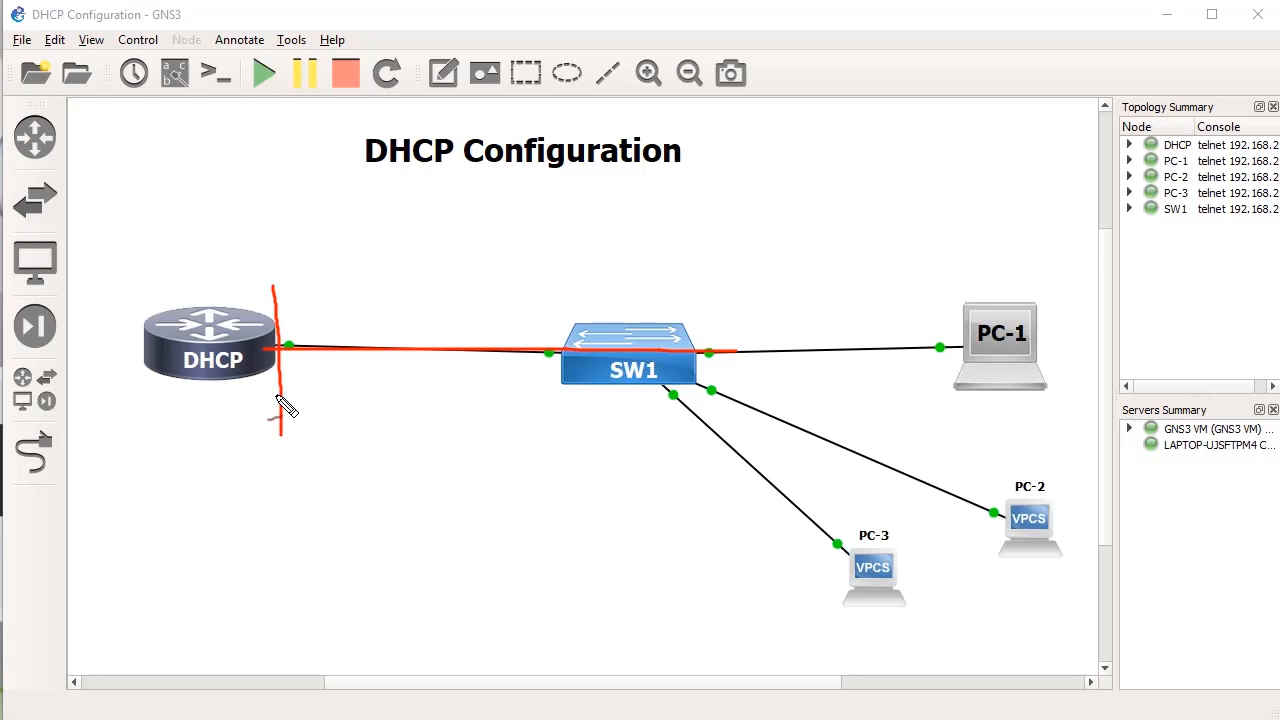 DHCP Configuration - GNS3
File Edit View Control Node Annotate Tools Help
DHCP Configuration
DHCP
SW1
PC-1
PC-2
VPCS
PC-3
VPCS
Topology Summary
Node Console
DHCP telnet 192.168.2
PC-1 telnet 192.168.2
PC-2 telnet 192.168.2
PC-3 telnet 192.168.2
SW1 telnet 192.168.2
Servers Summary
GNS3 VM (GNS3 VM) ...
LAPTOP-UJSFTPM4 C...